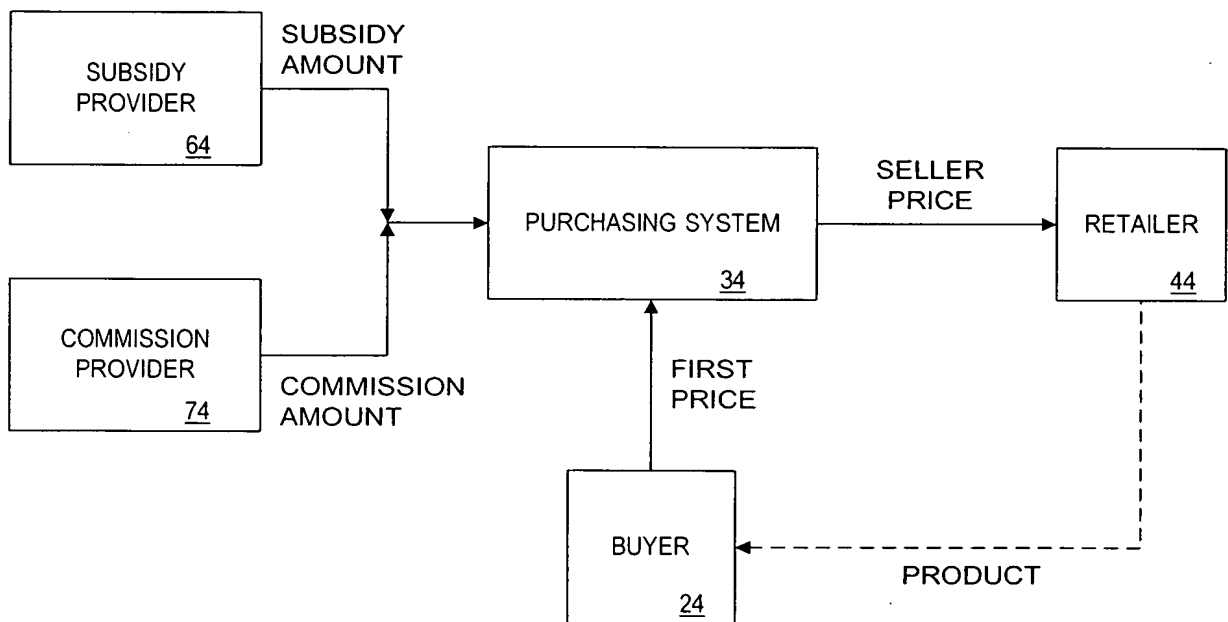 SUBSIDY
PROVIDER
64
SUBSIDY
AMOUNT
COMMISSION
PROVIDER
74
COMMISSION
AMOUNT
PURCHASING SYSTEM
34
SELLER
PRICE
RETAILER
44
FIRST
PRICE
BUYER
24
PRODUCT